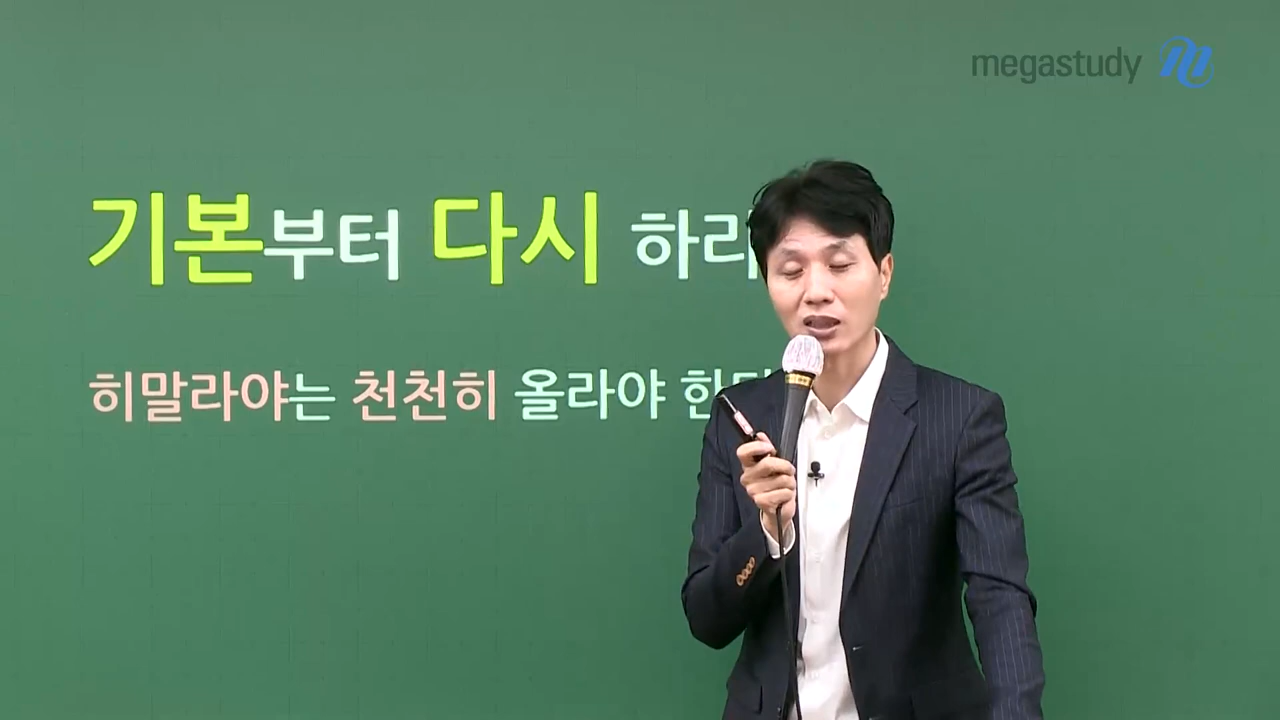 megastudy
기본부터 다시 하라
히말라야는 천천히 올라야